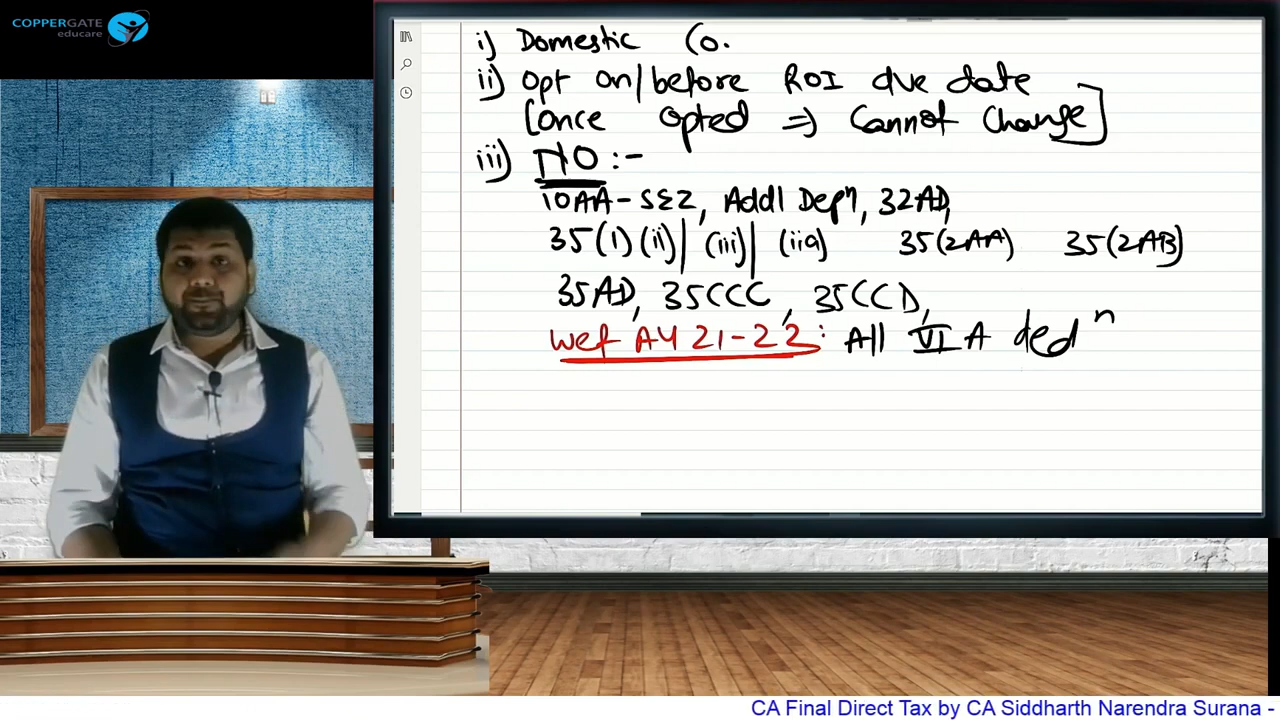 COPPERGATE
educare
i) Domestic Co.
ii) Opt on/before ROI due date
[once opted => Cannot Change]
iii) NO :-
10AA - SEZ, Addl Depⁿ, 32AD,
35(1)(ii)| (iii)| (iia) 35(2AA) 35(2AB)
35AD, 35CCC, 35CCD,
wef AY 21-22: All VIA dedⁿ
CA Final Direct Tax by CA Siddharth Narendra Surana -